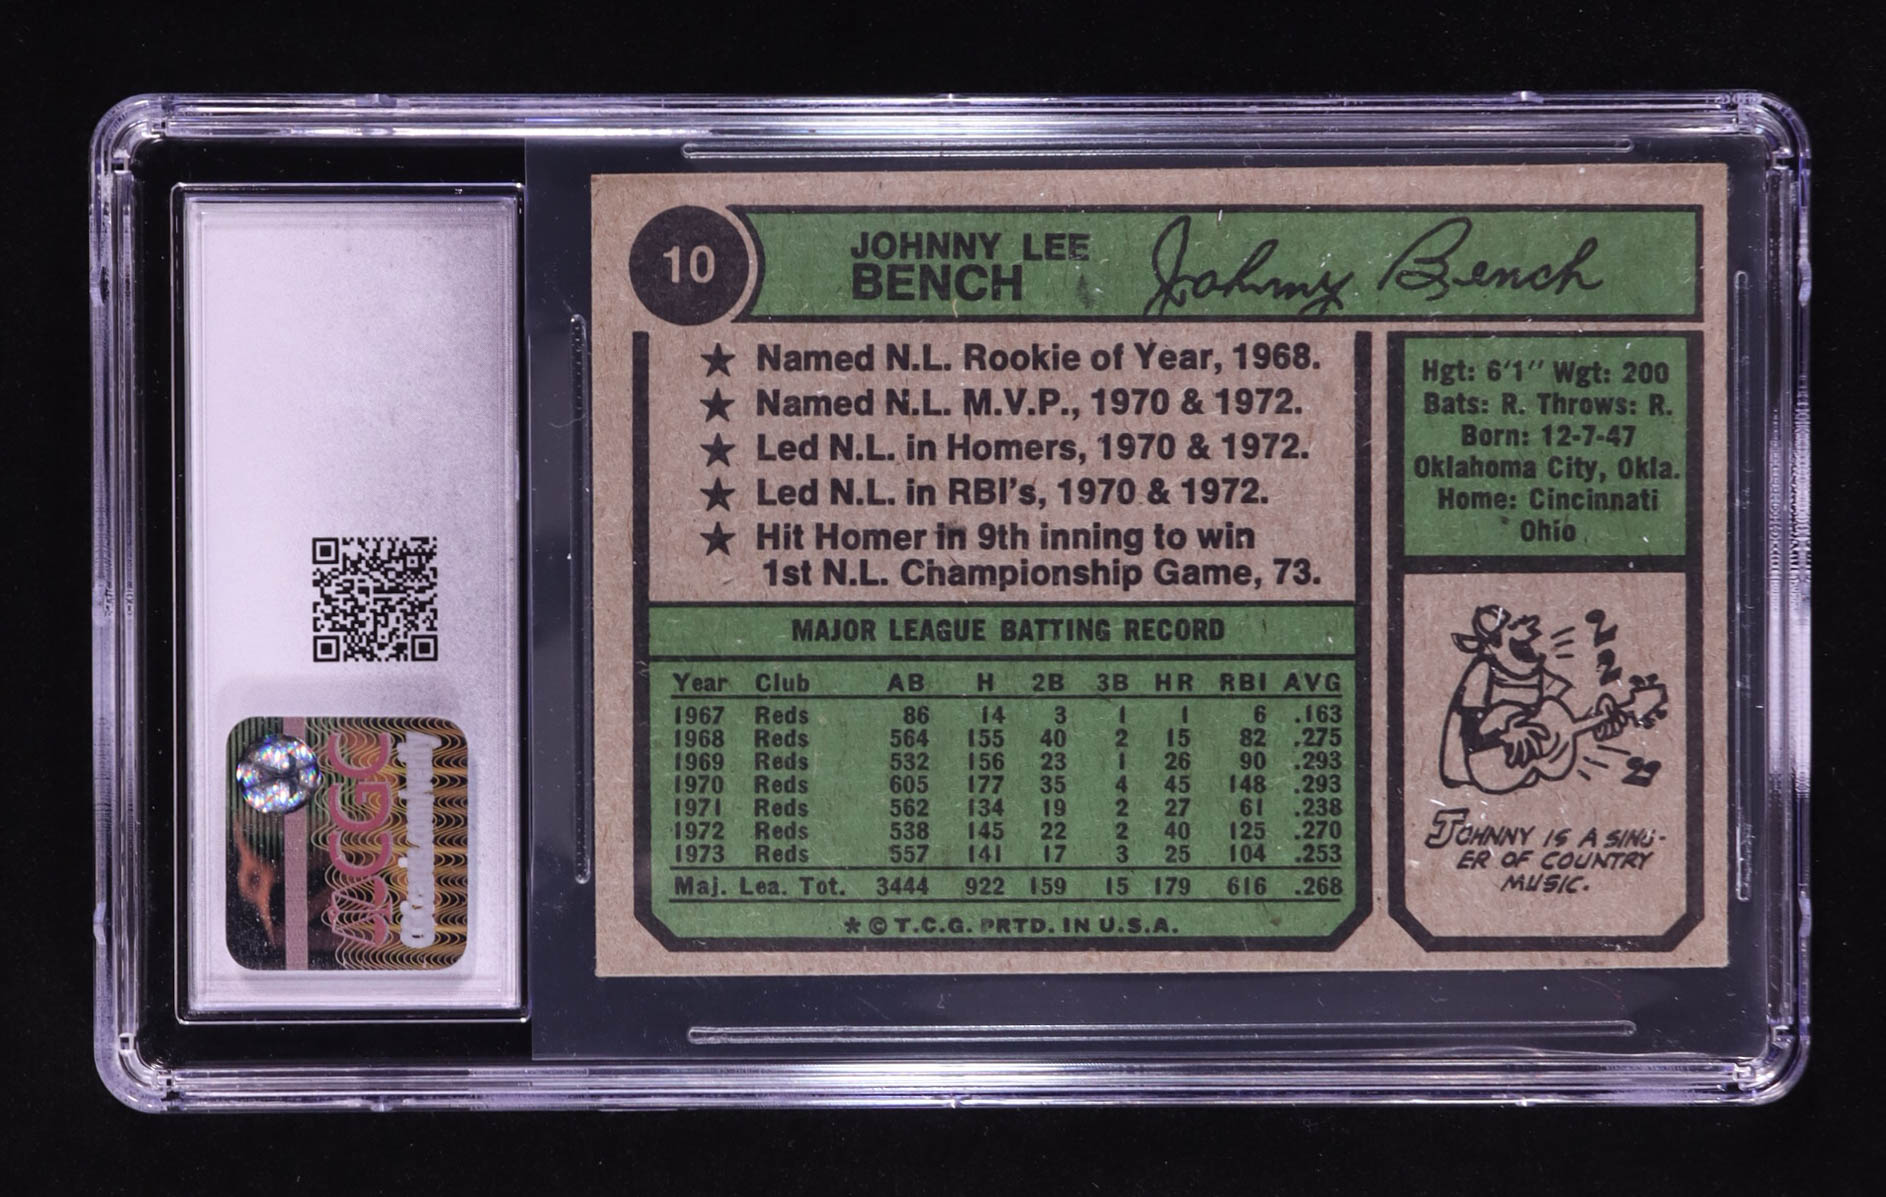 10
JOHNNY LEE
BENCH
Johnny Bench
★ Named N.L. Rookie of Year, 1968.
★ Named N.L. M.V.P., 1970 & 1972.
★ Led N.L. in Homers, 1970 & 1972.
★ Led N.L. in RBI's, 1970 & 1972.
★ Hit Homer in 9th inning to win
1st N.L. Championship Game, 73.
Hgt: 6'1" Wgt: 200
Bats: R. Throws: R.
Born: 12-7-47
Oklahoma City, Okla.
Home: Cincinnati
Ohio
MAJOR LEAGUE BATTING RECORD
Year Club AB H 2B 3B HR RBI AVG
1967 Reds 86 14 3 1 1 6 .163
1968 Reds 564 155 40 2 15 82 .275
1969 Reds 532 156 23 1 26 90 .293
1970 Reds 605 177 35 4 45 148 .293
1971 Reds 562 134 19 2 27 61 .238
1972 Reds 538 145 22 2 40 125 .270
1973 Reds 557 141 17 3 25 104 .253
Maj. Lea. Tot. 3444 922 159 15 179 616 .268
* © T.C.G. PRTD. IN U.S.A.
JOHNNY IS A SING-
ER OF COUNTRY
MUSIC.
CGC